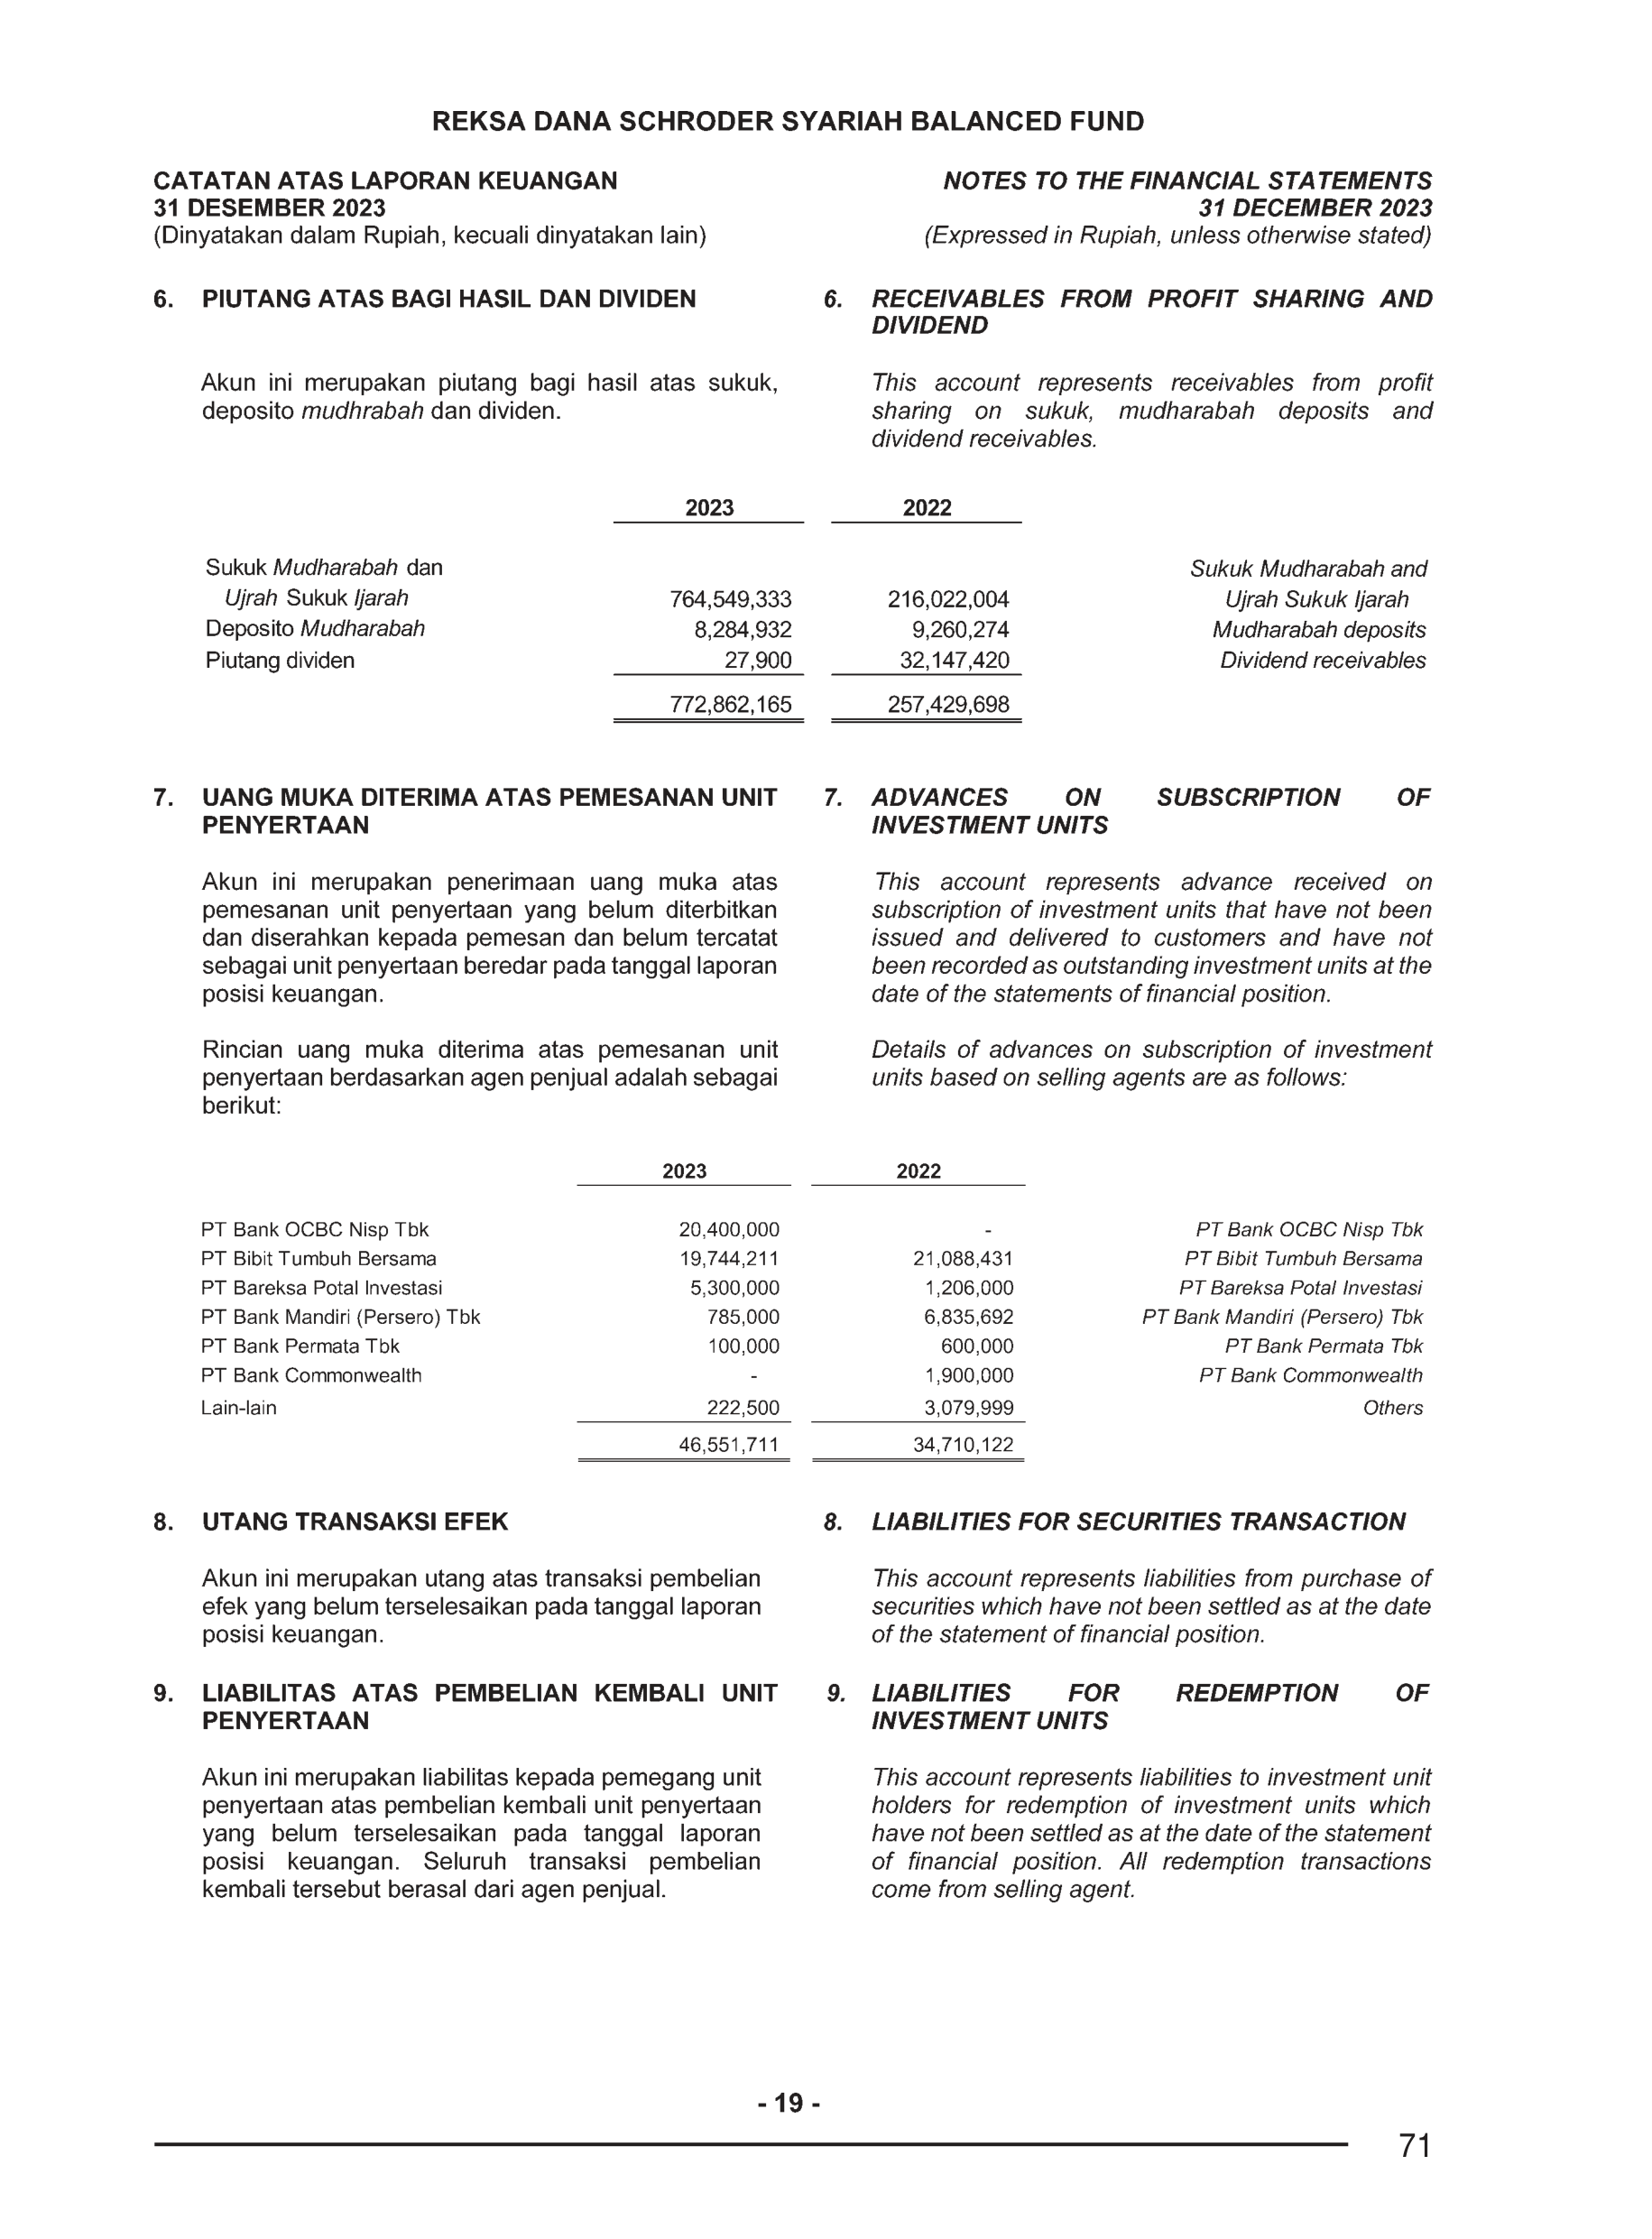 REKSA DANA SCHRODER SYARIAH BALANCED FUND
CATATAN ATAS LAPORAN KEUANGAN
31 DESEMBER 2023
(Dinyatakan dalam Rupiah, kecuali dinyatakan lain)
NOTES TO THE FINANCIAL STATEMENTS
31 DECEMBER 2023
(Expressed in Rupiah, unless otherwise stated)
6. PIUTANG ATAS BAGI HASIL DAN DIVIDEN
6. RECEIVABLES FROM PROFIT SHARING AND
DIVIDEND
Akun ini merupakan piutang bagi hasil atas sukuk,
deposito mudhrabah dan dividen.
This account represents receivables from profit
sharing on sukuk, mudharabah deposits and
dividend receivables.
2023 2022
Sukuk Mudharabah dan Sukuk Mudharabah and
Ujrah Sukuk Ijarah 764,549,333 216,022,004 Ujrah Sukuk Ijarah
Deposito Mudharabah 8,284,932 9,260,274 Mudharabah deposits
Piutang dividen 27,900 32,147,420 Dividend receivables
772,862,165 257,429,698
7. UANG MUKA DITERIMA ATAS PEMESANAN UNIT
PENYERTAAN
7. ADVANCES ON SUBSCRIPTION OF
INVESTMENT UNITS
Akun ini merupakan penerimaan uang muka atas
pemesanan unit penyertaan yang belum diterbitkan
dan diserahkan kepada pemesan dan belum tercatat
sebagai unit penyertaan beredar pada tanggal laporan
posisi keuangan.
This account represents advance received on
subscription of investment units that have not been
issued and delivered to customers and have not
been recorded as outstanding investment units at the
date of the statements of financial position.
Rincian uang muka diterima atas pemesanan unit
penyertaan berdasarkan agen penjual adalah sebagai
berikut:
Details of advances on subscription of investment
units based on selling agents are as follows:
2023 2022
PT Bank OCBC Nisp Tbk 20,400,000 - PT Bank OCBC Nisp Tbk
PT Bibit Tumbuh Bersama 19,744,211 21,088,431 PT Bibit Tumbuh Bersama
PT Bareksa Potal Investasi 5,300,000 1,206,000 PT Bareksa Potal Investasi
PT Bank Mandiri (Persero) Tbk 785,000 6,835,692 PT Bank Mandiri (Persero) Tbk
PT Bank Permata Tbk 100,000 600,000 PT Bank Permata Tbk
PT Bank Commonwealth - 1,900,000 PT Bank Commonwealth
Lain-lain 222,500 3,079,999 Others
46,551,711 34,710,122
8. UTANG TRANSAKSI EFEK
8. LIABILITIES FOR SECURITIES TRANSACTION
Akun ini merupakan utang atas transaksi pembelian
efek yang belum terselesaikan pada tanggal laporan
posisi keuangan.
This account represents liabilities from purchase of
securities which have not been settled as at the date
of the statement of financial position.
9. LIABILITAS ATAS PEMBELIAN KEMBALI UNIT
PENYERTAAN
9. LIABILITIES FOR REDEMPTION OF
INVESTMENT UNITS
Akun ini merupakan liabilitas kepada pemegang unit
penyertaan atas pembelian kembali unit penyertaan
yang belum terselesaikan pada tanggal laporan
posisi keuangan. Seluruh transaksi pembelian
kembali tersebut berasal dari agen penjual.
This account represents liabilities to investment unit
holders for redemption of investment units which
have not been settled as at the date of the statement
of financial position. All redemption transactions
come from selling agent.
- 19 -
71